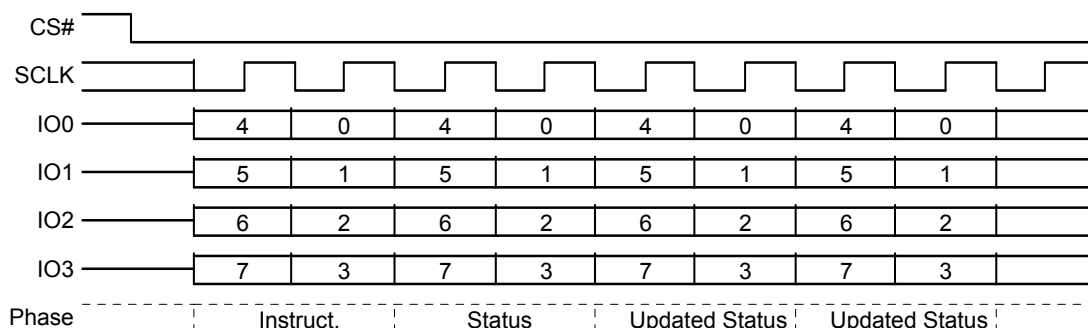 CS#
SCLK
IO0 4 0 4 0 4 0 4 0
IO1 5 1 5 1 5 1 5 1
IO2 6 2 6 2 6 2 6 2
IO3 7 3 7 3 7 3 7 3
Phase Instruct. Status Updated Status Updated Status